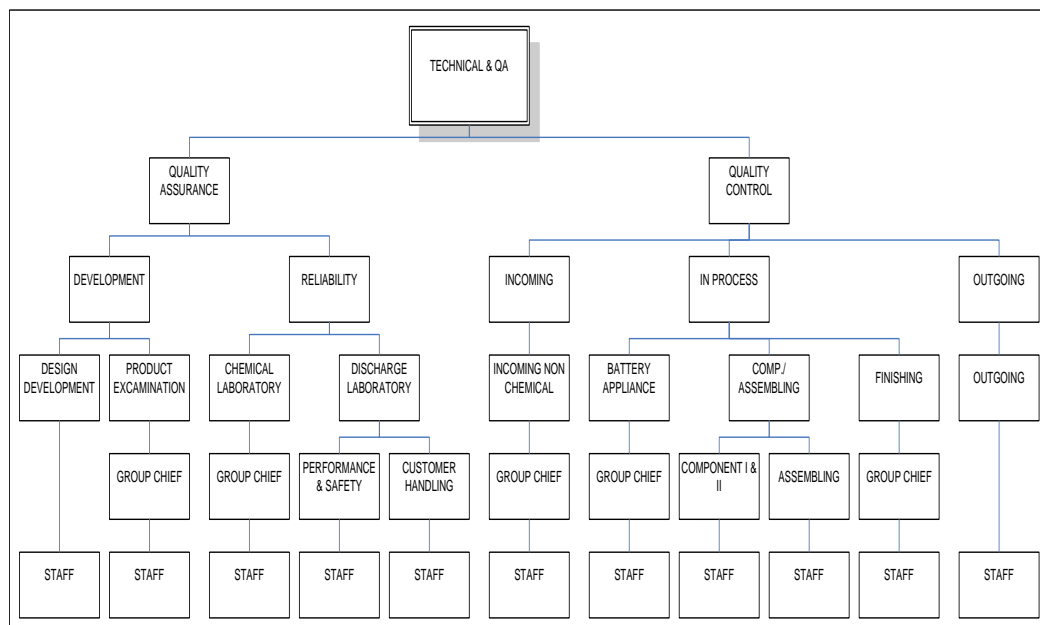 TECHNICAL & QA
QUALITY
ASSURANCE
QUALITY
CONTROL
DEVELOPMENT
RELIABILITY
INCOMING
IN PROCESS
OUTGOING
DESIGN
DEVELOPMENT
PRODUCT
EXCAMINATION
CHEMICAL
LABORATORY
DISCHARGE
LABORATORY
INCOMING NON
CHEMICAL
BATTERY
APPLIANCE
COMP./
ASSEMBLING
FINISHING
OUTGOING
GROUP CHIEF
GROUP CHIEF
PERFORMANCE
& SAFETY
CUSTOMER
HANDLING
GROUP CHIEF
GROUP CHIEF
COMPONENT I &
II
ASSEMBLING
GROUP CHIEF
STAFF
STAFF
STAFF
STAFF
STAFF
STAFF
STAFF
STAFF
STAFF
STAFF
STAFF